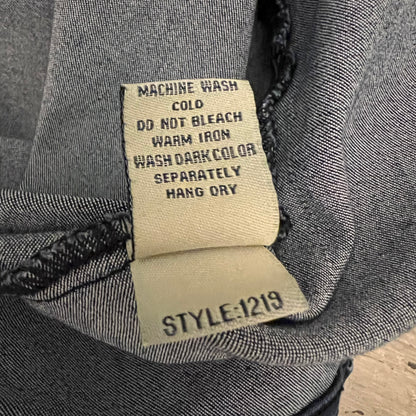 MACHINE WASH
COLD
DO NOT BLEACH
WARM IRON
WASH DARK COLOR
SEPARATELY
HANG DRY
STYLE:1219